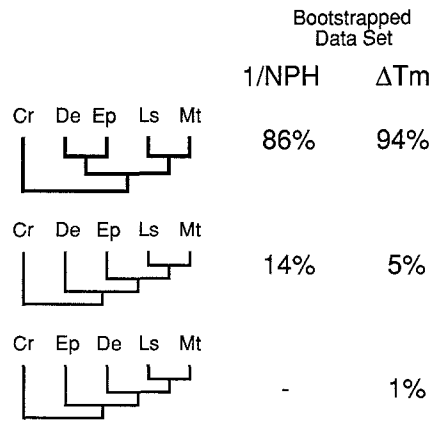 Bootstrapped
Data Set
1/NPH ΔTm
Cr De Ep Ls Mt
86% 94%
Cr De Ep Ls Mt
14% 5%
Cr Ep De Ls Mt
- 1%